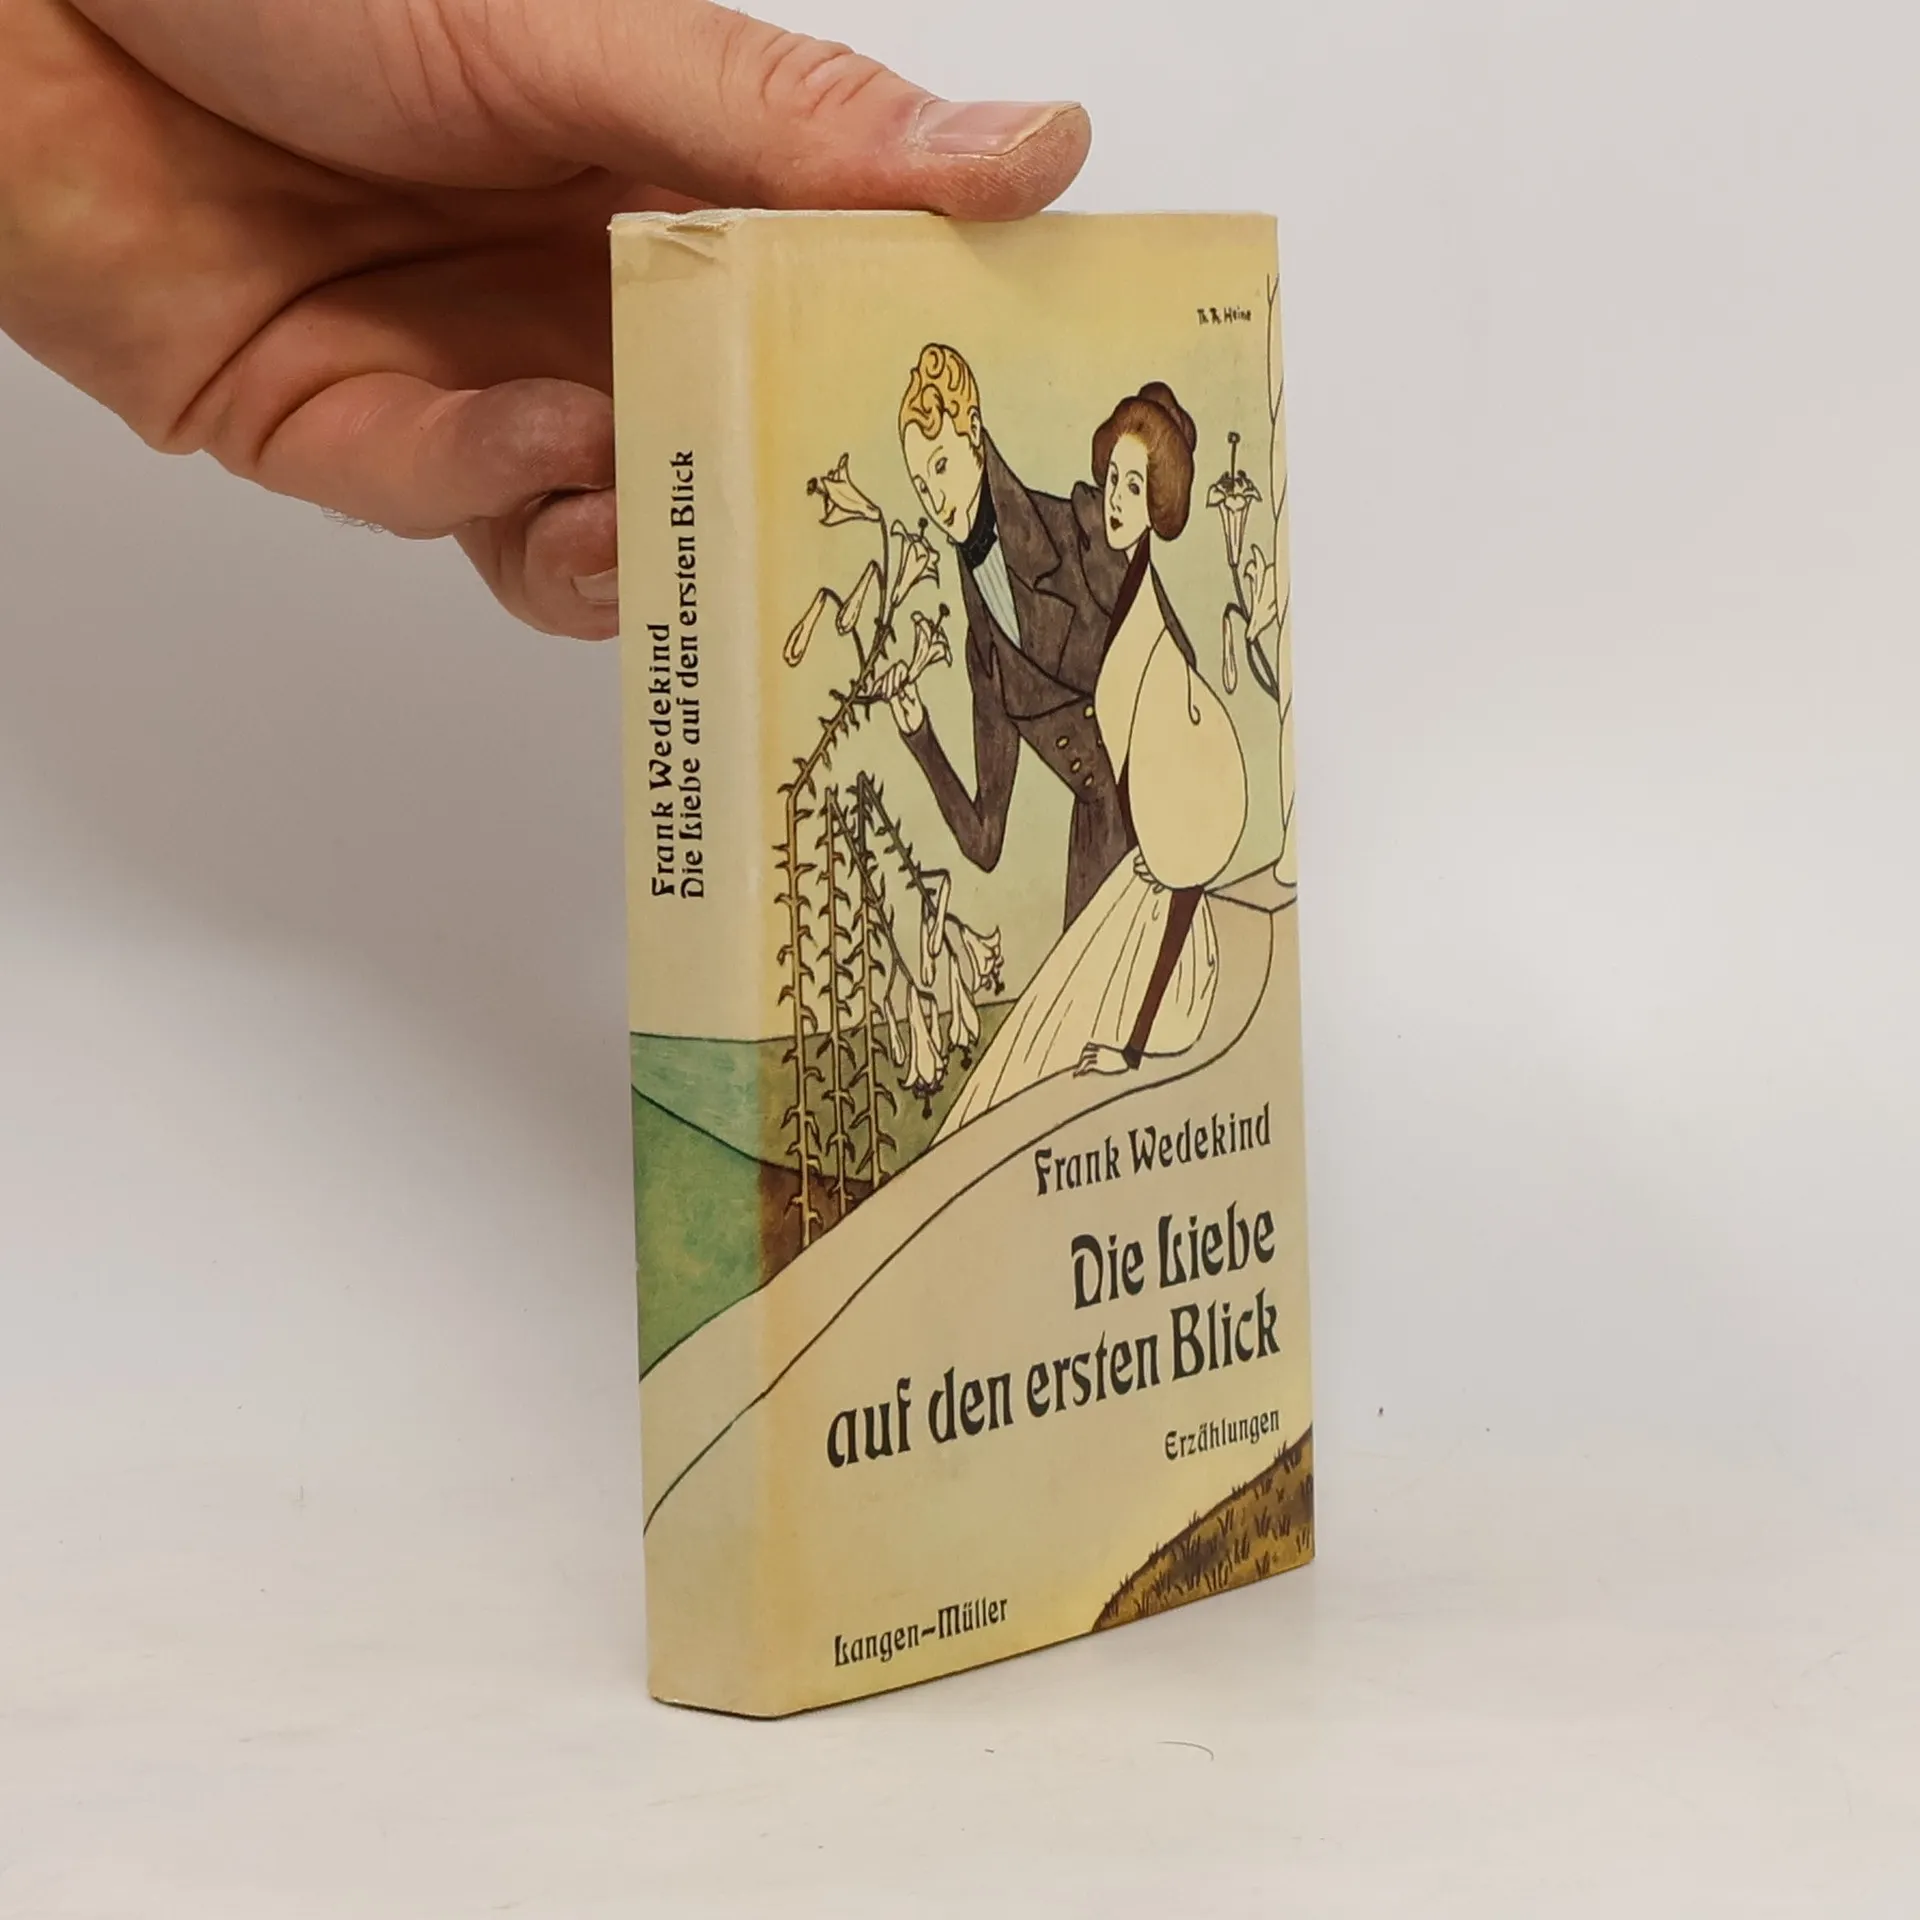 Frank Wedekind
Die Liebe auf den ersten Blick
Th. Th. Heine
Frank Wedekind
Die Liebe
auf den ersten Blick
Erzählungen
Langen-Müller